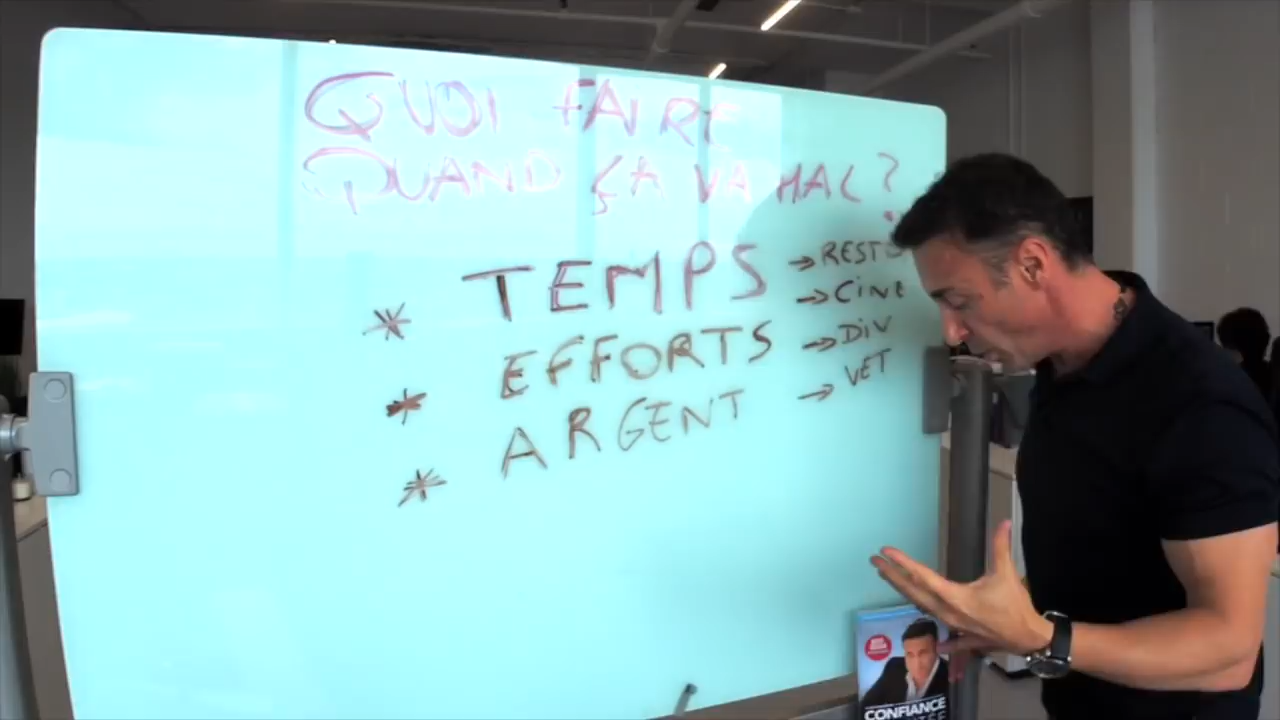 QUOI FAIRE
QUAND ÇA VA MAL?
* TEMPS → RESTO
→ CINE
* EFFORTS → DIV
* ARGENT → VET
CONFIANCE